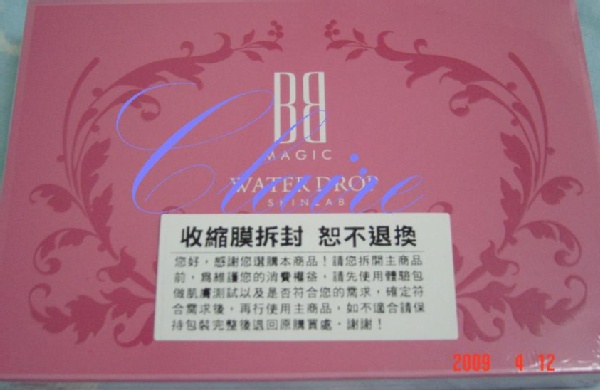 BB
MAGIC
WATER DROP
SKINLAB
Claire
收縮膜拆封 恕不退換
您好,感謝您選購本商品!請您拆開主商品
前,為維護您的消費權益,請先使用體驗包
做肌膚測試以及是否符合您的需求,確定符
合需求後,再行使用主商品,如不適合請保
持包裝完整後退回原購買處,謝謝!
2009 4 12